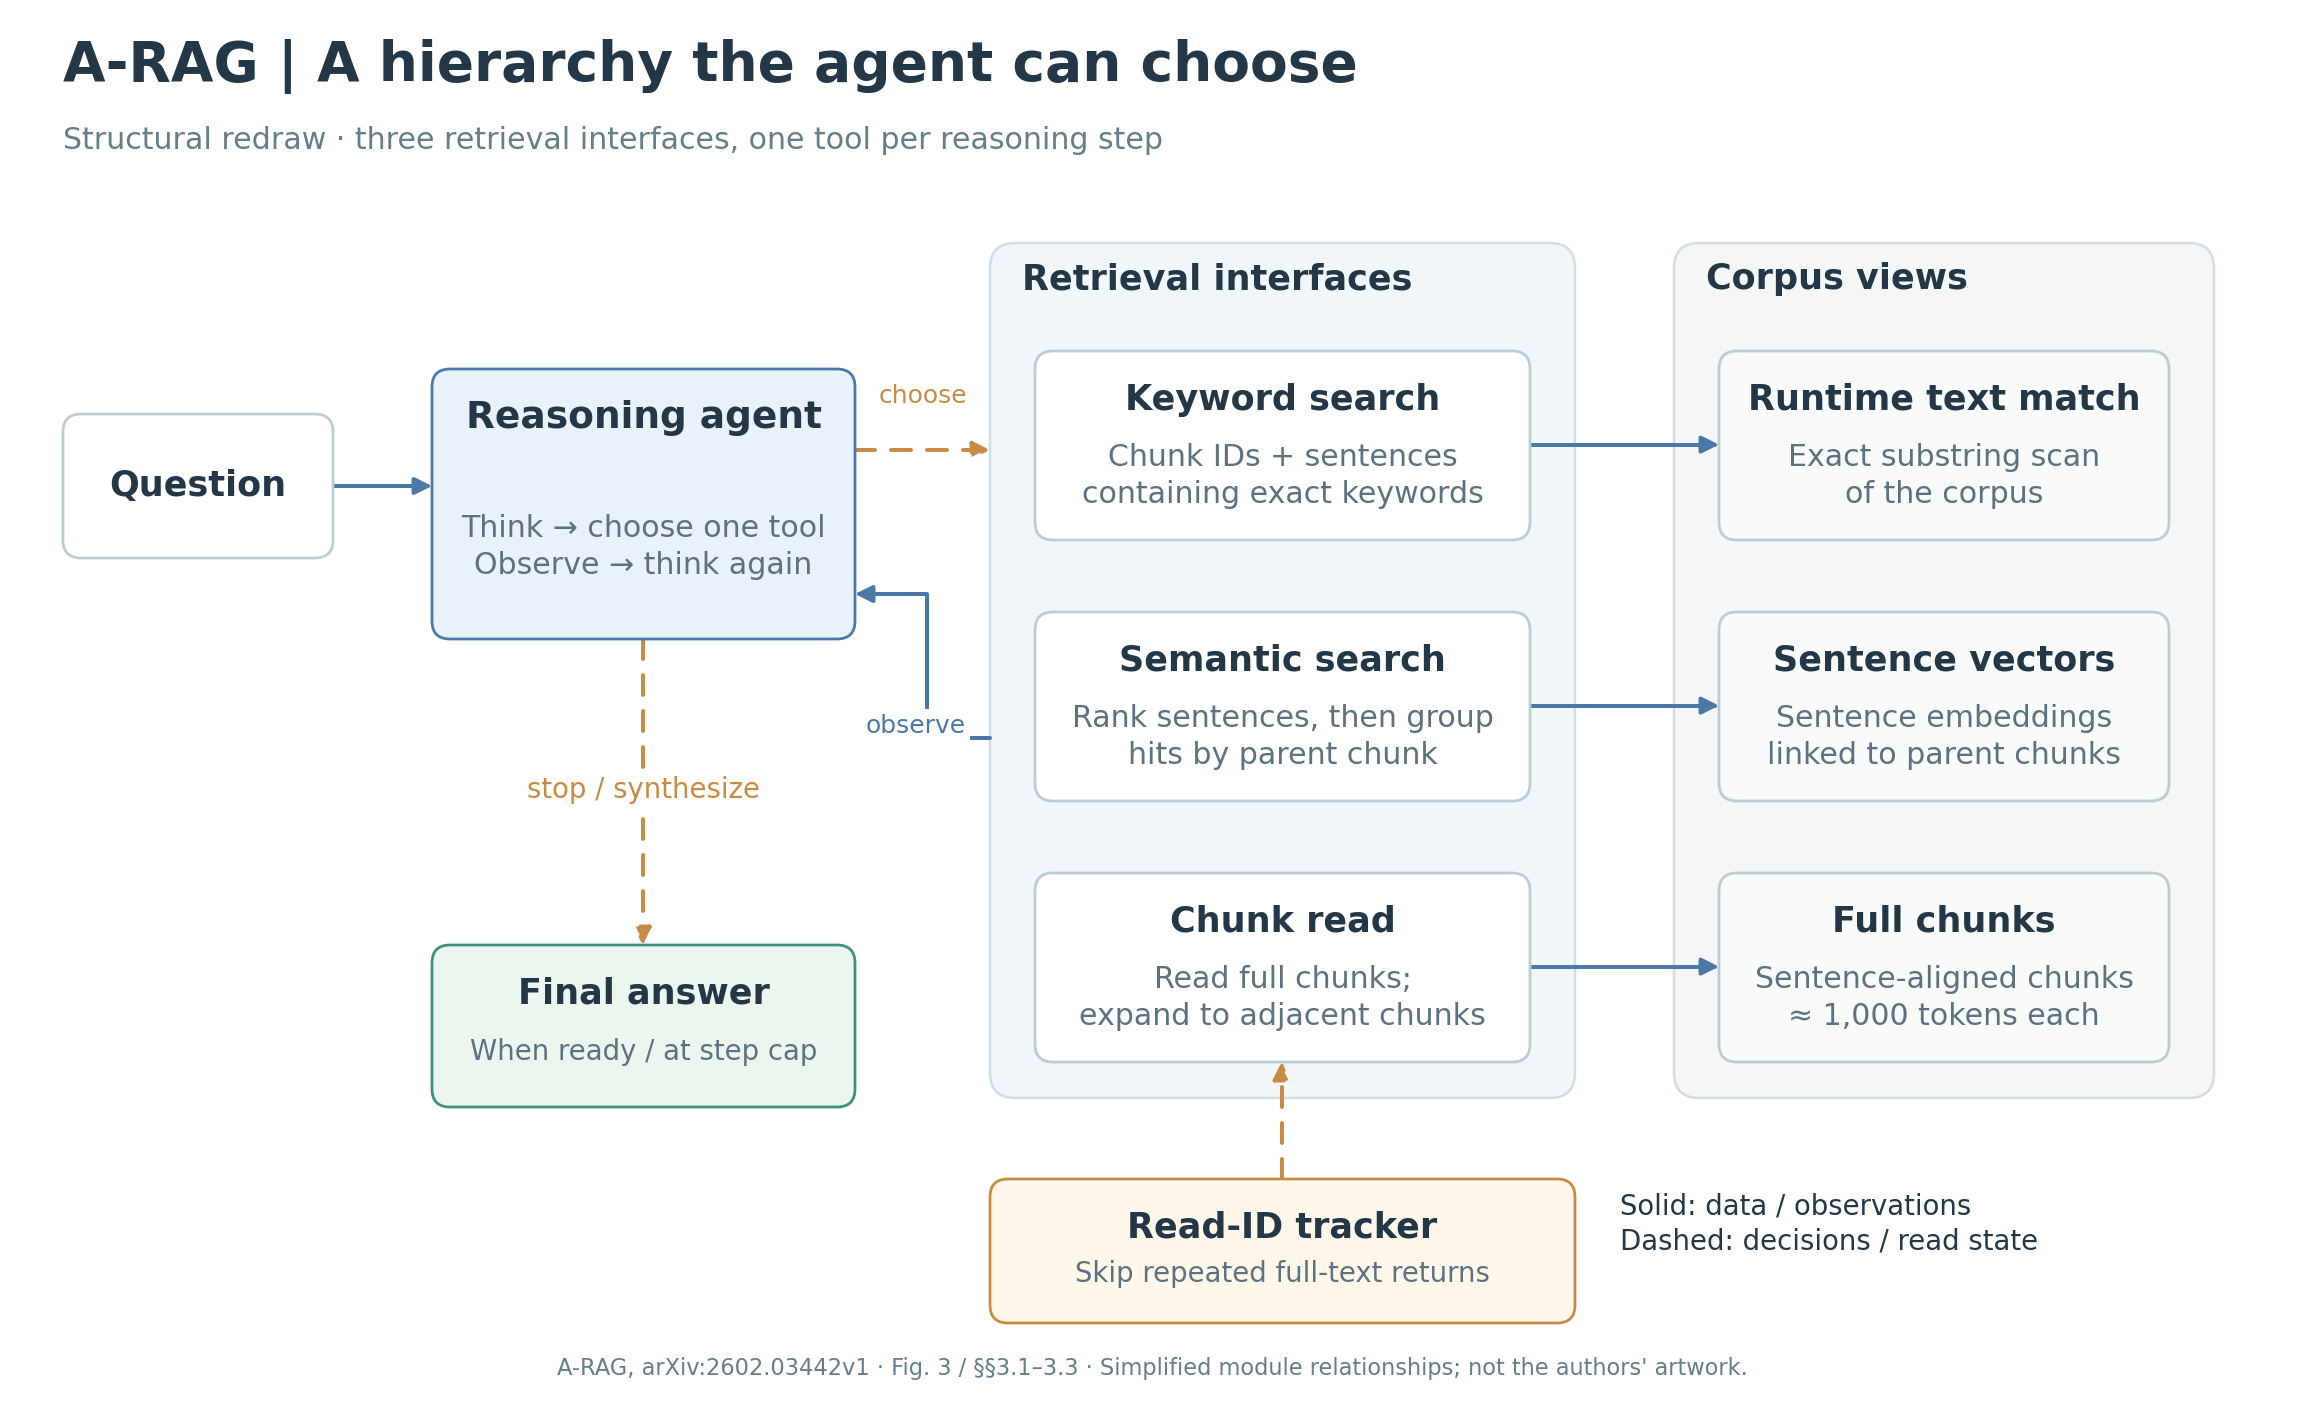 A-RAG | A hierarchy the agent can choose
Structural redraw · three retrieval interfaces, one tool per reasoning step
Question
Reasoning agent
Think → choose one tool
Observe → think again
choose
observe
stop / synthesize
Final answer
When ready / at step cap
Retrieval interfaces
Keyword search
Chunk IDs + sentences
containing exact keywords
Semantic search
Rank sentences, then group
hits by parent chunk
Chunk read
Read full chunks;
expand to adjacent chunks
Corpus views
Runtime text match
Exact substring scan
of the corpus
Sentence vectors
Sentence embeddings
linked to parent chunks
Full chunks
Sentence-aligned chunks
≈ 1,000 tokens each
Read-ID tracker
Skip repeated full-text returns
Solid: data / observations
Dashed: decisions / read state
A-RAG, arXiv:2602.03442v1 · Fig. 3 / §§3.1–3.3 · Simplified module relationships; not the authors' artwork.